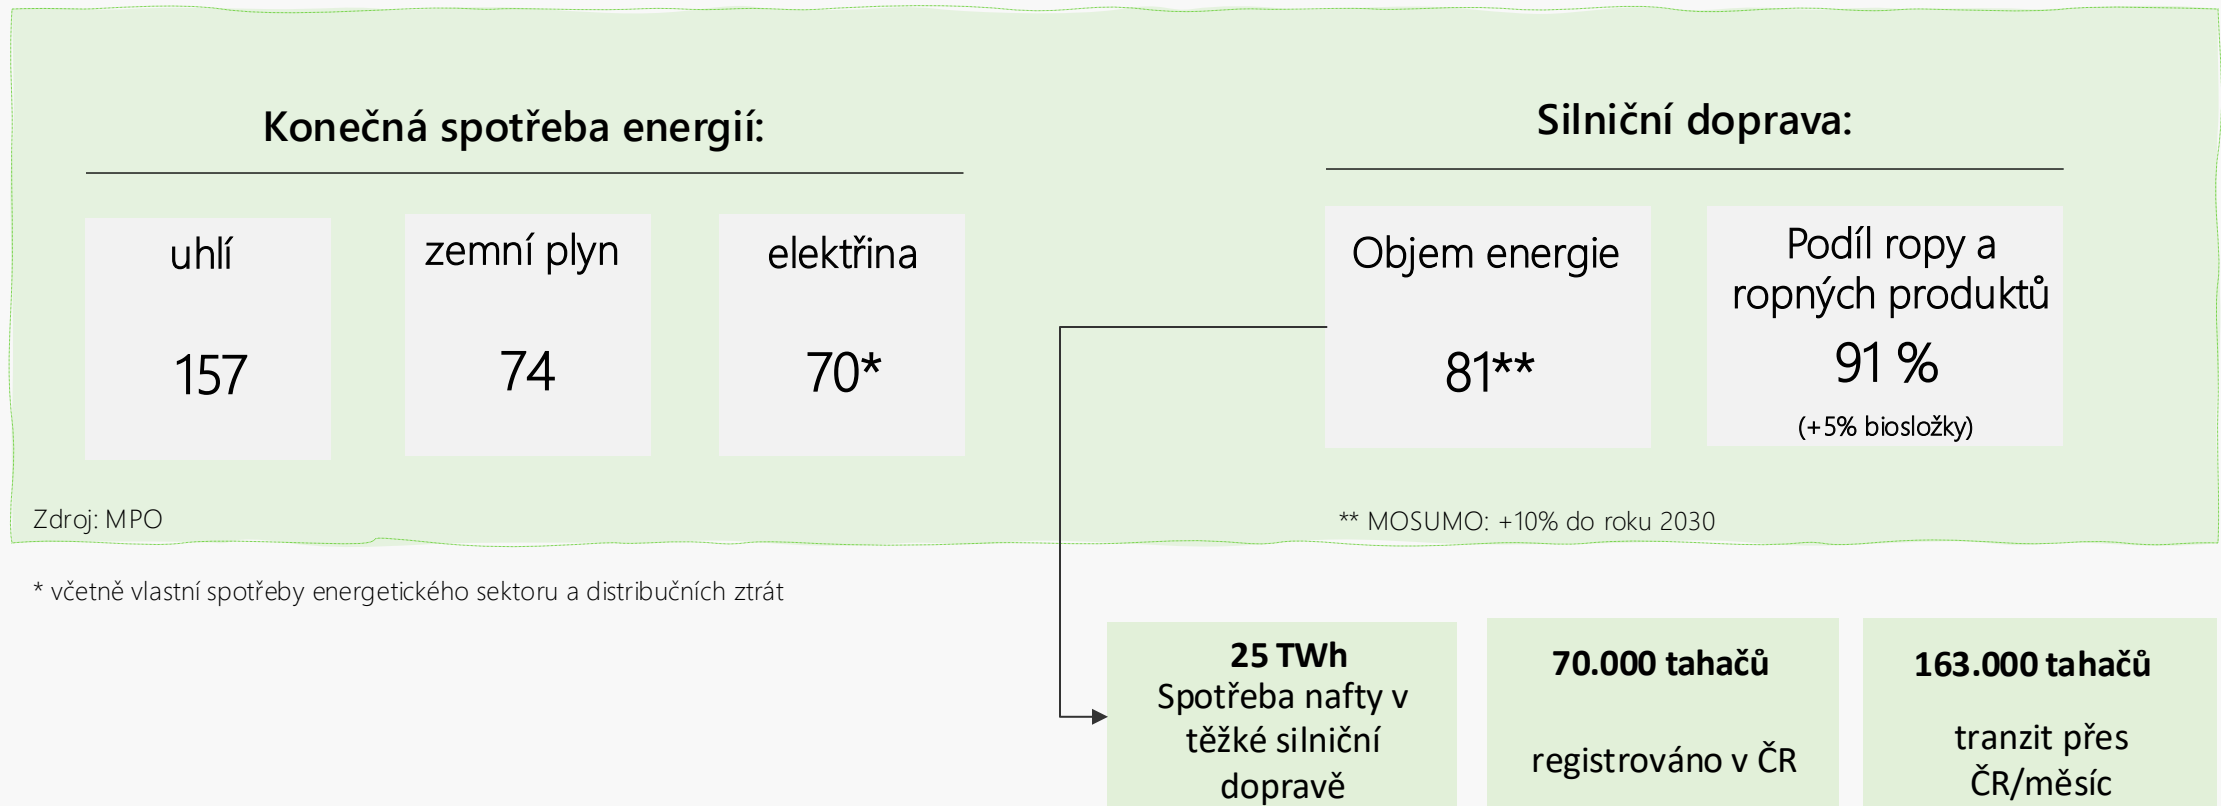 Konečná spotřeba energií:
uhlí
157
zemní plyn
74
elektřina
70*
Zdroj: MPO
* včetně vlastní spotřeby energetického sektoru a distribučních ztrát
Silniční doprava:
Objem energie
81**
Podíl ropy a
ropných produktů
91 %
(+5% biosložky)
** MOSUMO: +10% do roku 2030
25 TWh
Spotřeba nafty v
těžké silniční
dopravě
70.000 tahačů
registrováno v ČR
163.000 tahačů
tranzit přes
ČR/měsíc